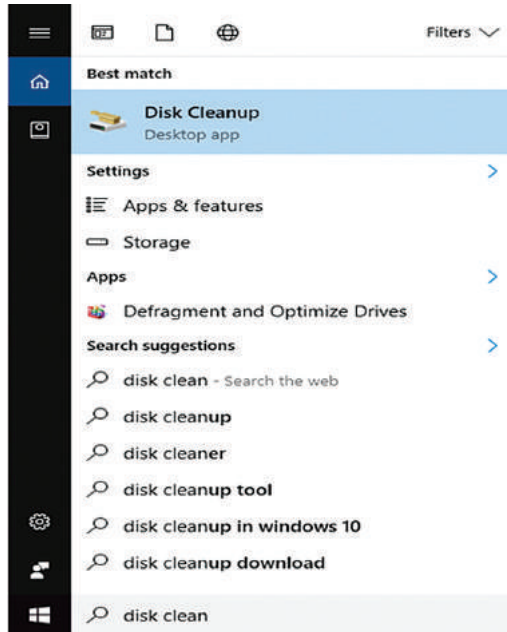 Filters
Best match
Disk Cleanup
Desktop app
Settings
Apps & features
Storage
Apps
Defragment and Optimize Drives
Search suggestions
disk clean - Search the web
disk cleanup
disk cleaner
disk cleanup tool
disk cleanup in windows 10
disk cleanup download
disk clean